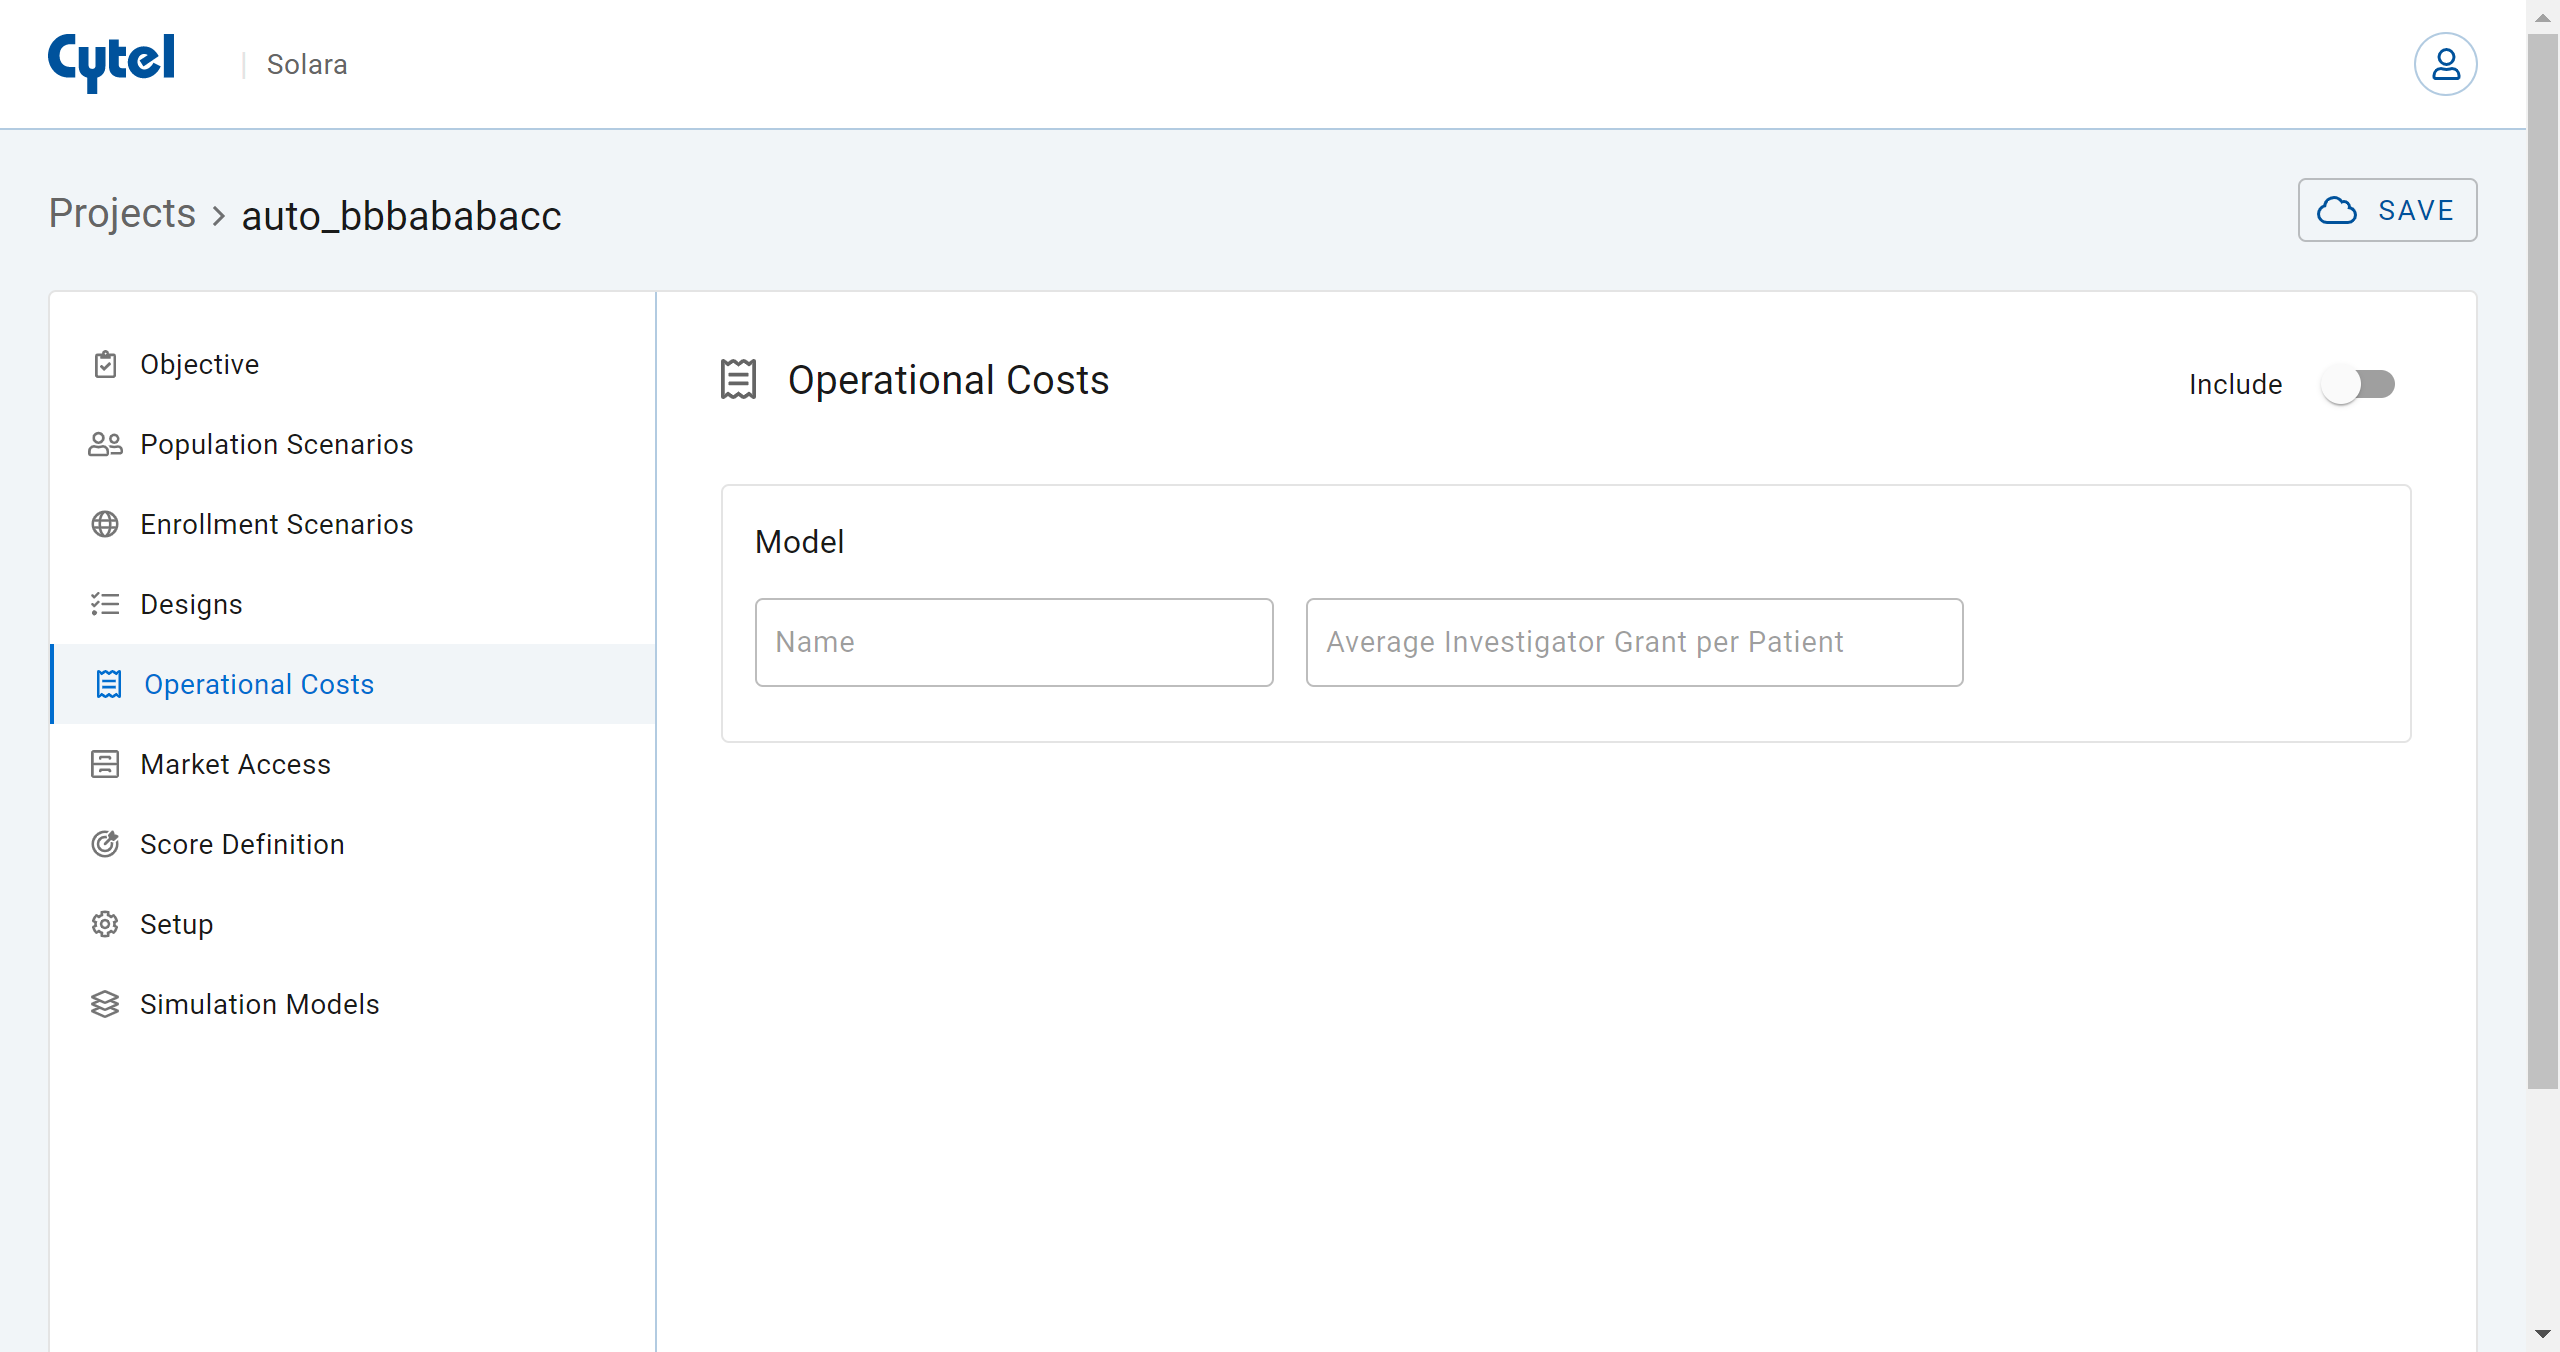 Cytel
| Solara
Projects > auto_bbbababacc
SAVE
Objective
Population Scenarios
Enrollment Scenarios
Designs
Operational Costs
Market Access
Score Definition
Setup
Simulation Models
Operational Costs
Include
Model
Name
Average Investigator Grant per Patient